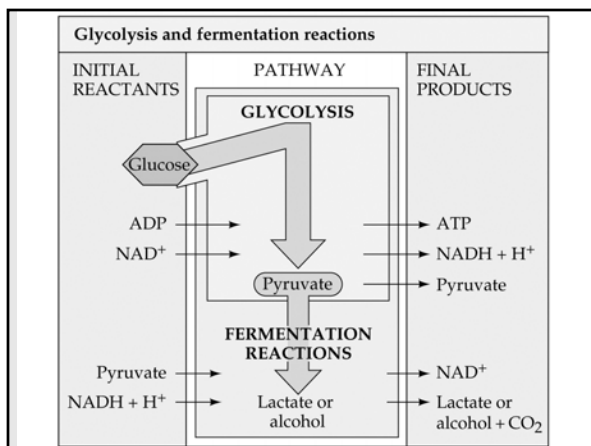 Glycolysis and fermentation reactions
INITIAL
REACTANTS
PATHWAY
FINAL
PRODUCTS
GLYCOLYSIS
Glucose
ADP
ATP
NAD⁺
NADH + H⁺
Pyruvate
Pyruvate
FERMENTATION
REACTIONS
Pyruvate
NAD⁺
NADH + H⁺
Lactate or
alcohol
Lactate or
alcohol + CO₂